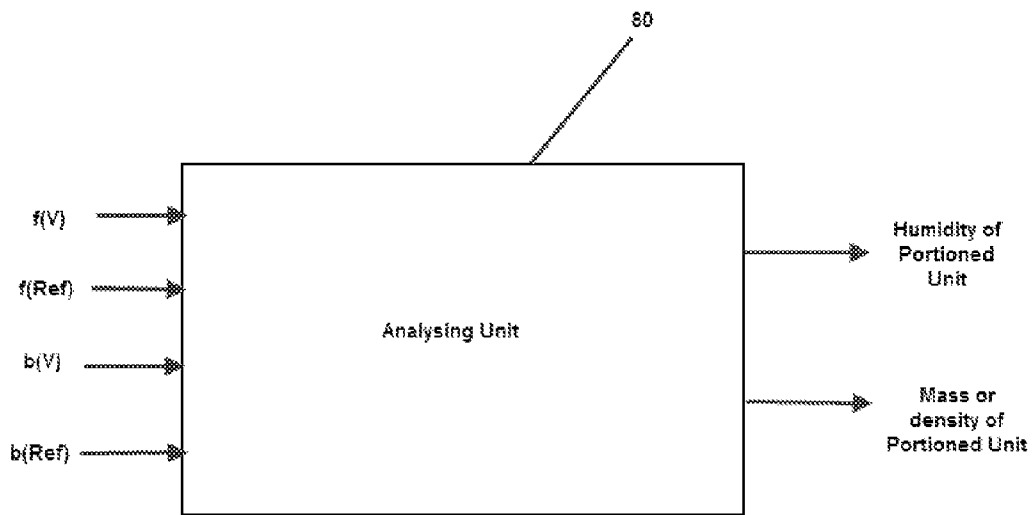 80
f(V)
f(Ref)
b(V)
b(Ref)
Analysing Unit
Humidity of
Portioned
Unit
Mass or
density of
Portioned Unit